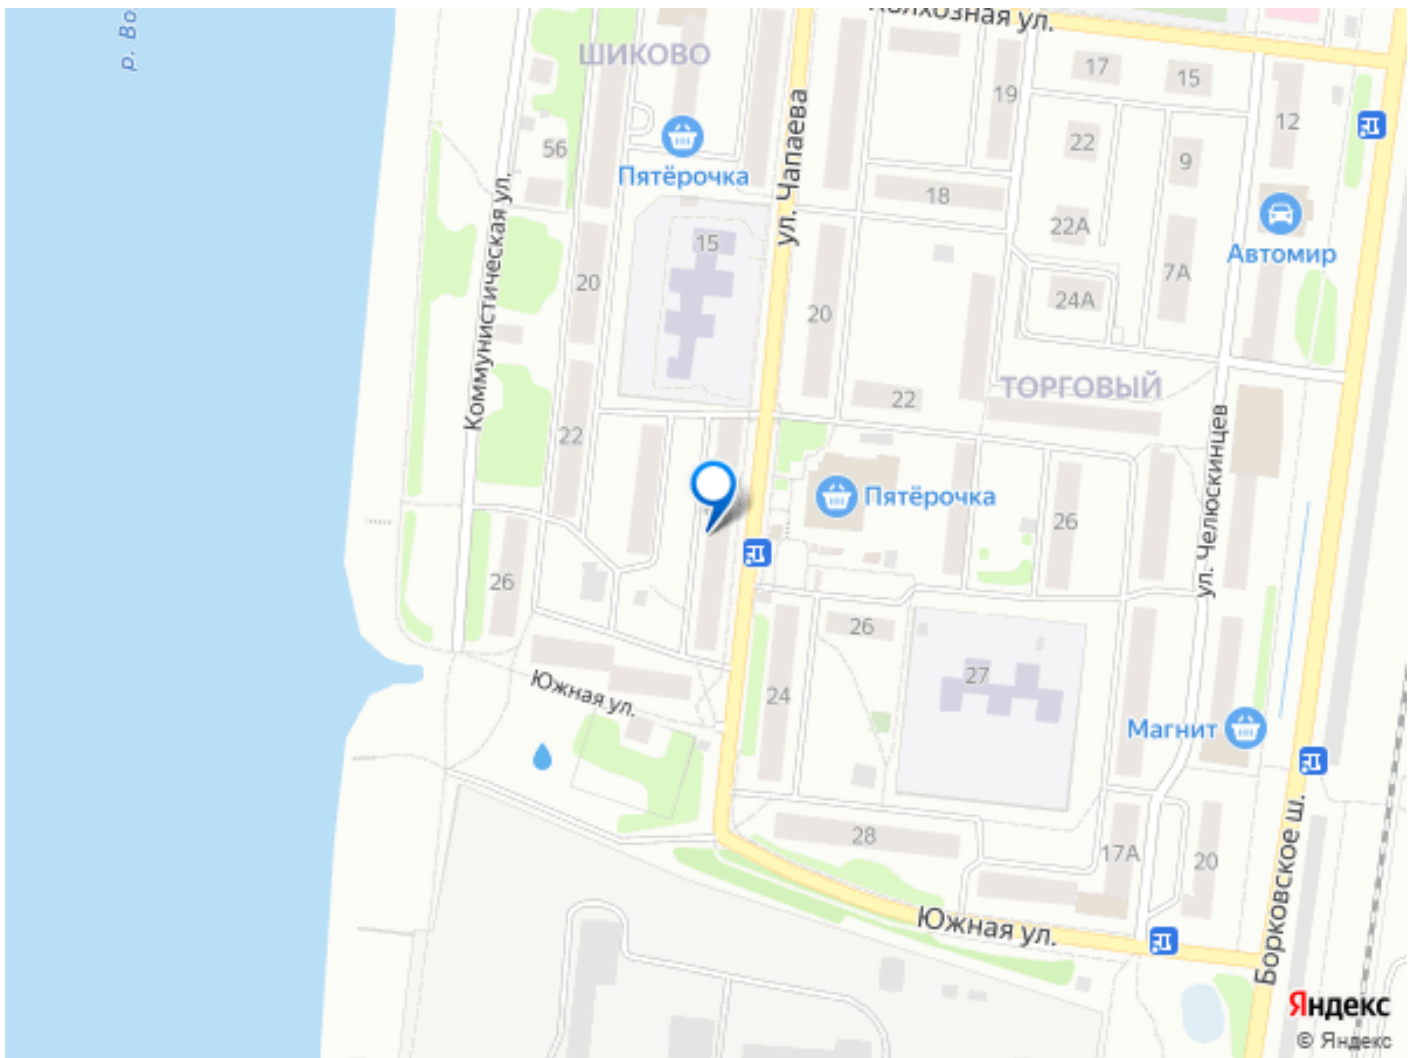 р. Во
Колхозная ул.
ШИКОВО
17
15
19
12
ул. Чапаева
22
56
9
Пятёрочка
18
Коммунистическая ул.
22А
15
Автомир
7А
20
24А
20
ТОРГОВЫЙ
22
22
ул. Челюскинцев
Пятёрочка
26
26
26
27
Южная ул.
24
Магнит
Борковское ш.
28
17А
20
Южная ул.
Яндекс
© Яндекс